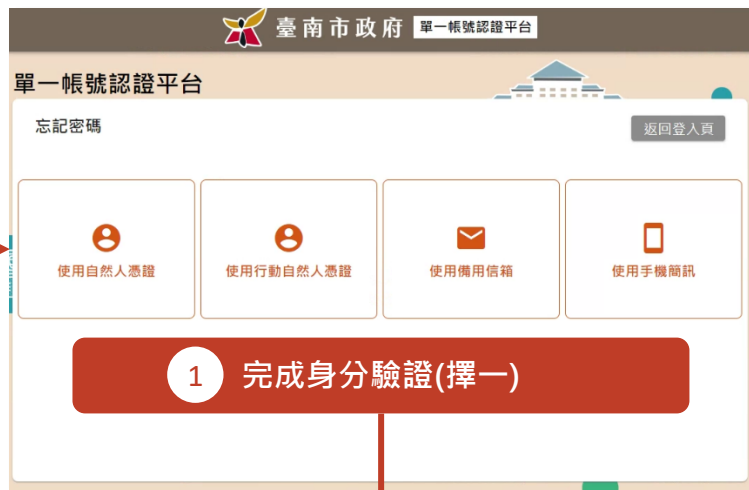 臺南市政府 單一帳號認證平台
單一帳號認證平台
忘記密碼
返回登入頁
使用自然人憑證 使用行動自然人憑證 使用備用信箱 使用手機簡訊
1 完成身分驗證(擇一)